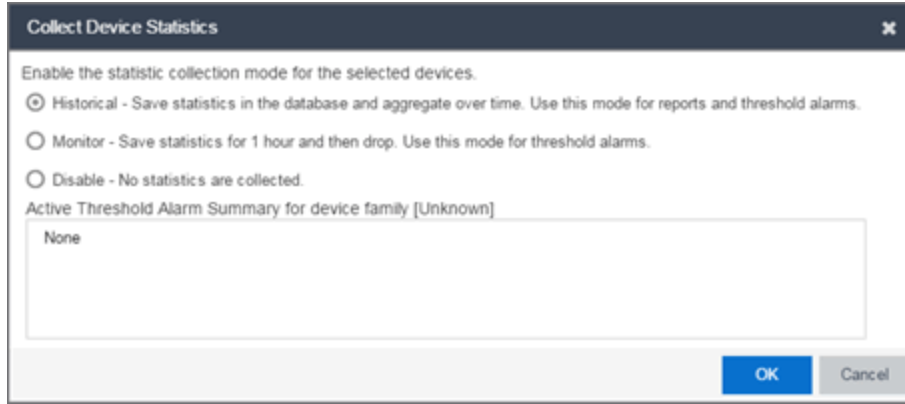 Collect Device Statistics
Enable the statistic collection mode for the selected devices.
Historical - Save statistics in the database and aggregate over time. Use this mode for reports and threshold alarms.
Monitor - Save statistics for 1 hour and then drop. Use this mode for threshold alarms.
Disable - No statistics are collected.
Active Threshold Alarm Summary for device family [Unknown]
None
OK Cancel